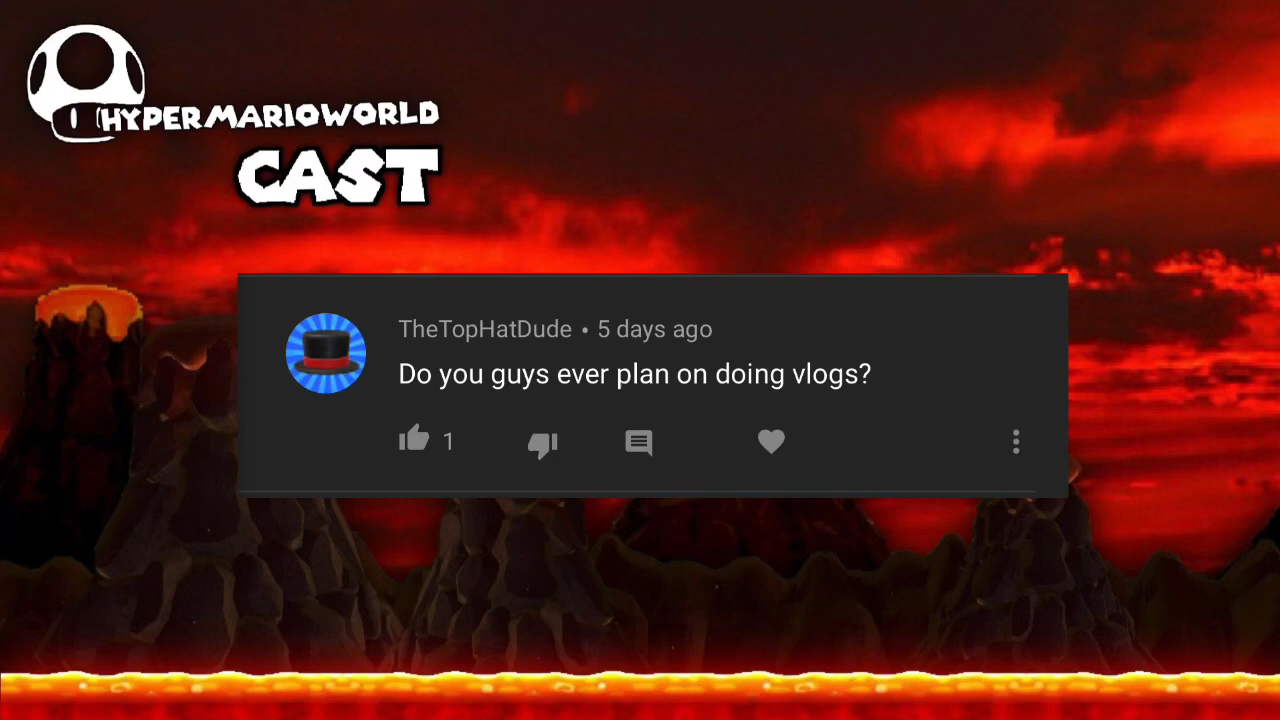 HYPERMARIOWORLD
CAST
TheTopHatDude • 5 days ago
Do you guys ever plan on doing vlogs?
1